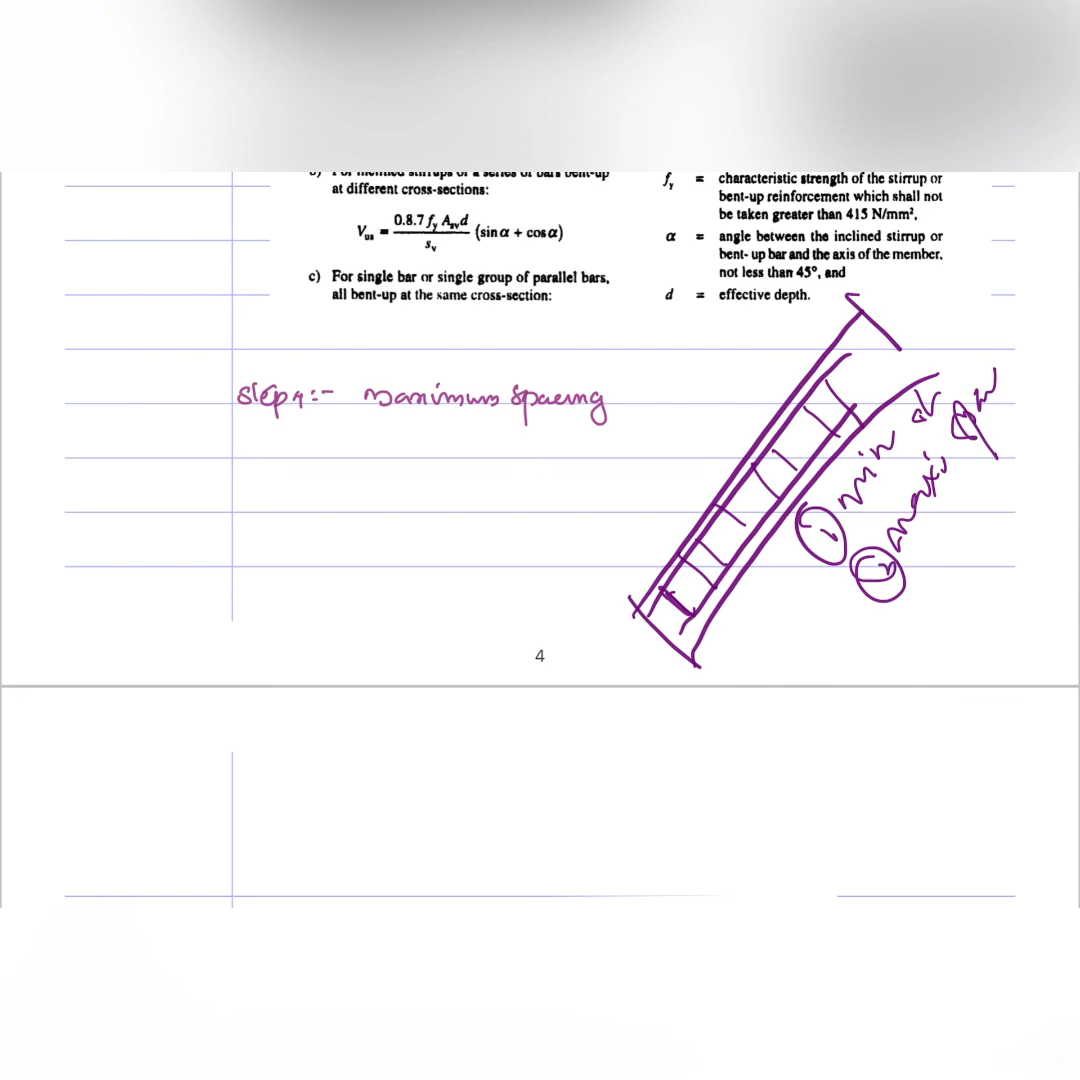 at different cross-sections:
V_us = 0.8.7 f_y A_sv d / s_v (sin α + cos α)
c) For single bar or single group of parallel bars,
all bent-up at the same cross-section:
f_y = characteristic strength of the stirrup or
bent-up reinforcement which shall not
be taken greater than 415 N/mm²,
α = angle between the inclined stirrup or
bent- up bar and the axis of the member,
not less than 45°, and
d = effective depth.
step 4:- maximum spacing
① min
②
4